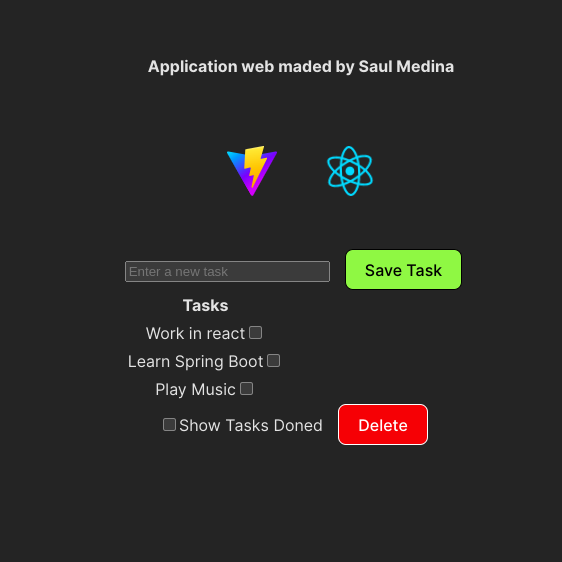 Application web maded by Saul Medina
Enter a new task
Save Task
Tasks
Work in react
Learn Spring Boot
Play Music
Show Tasks Doned
Delete